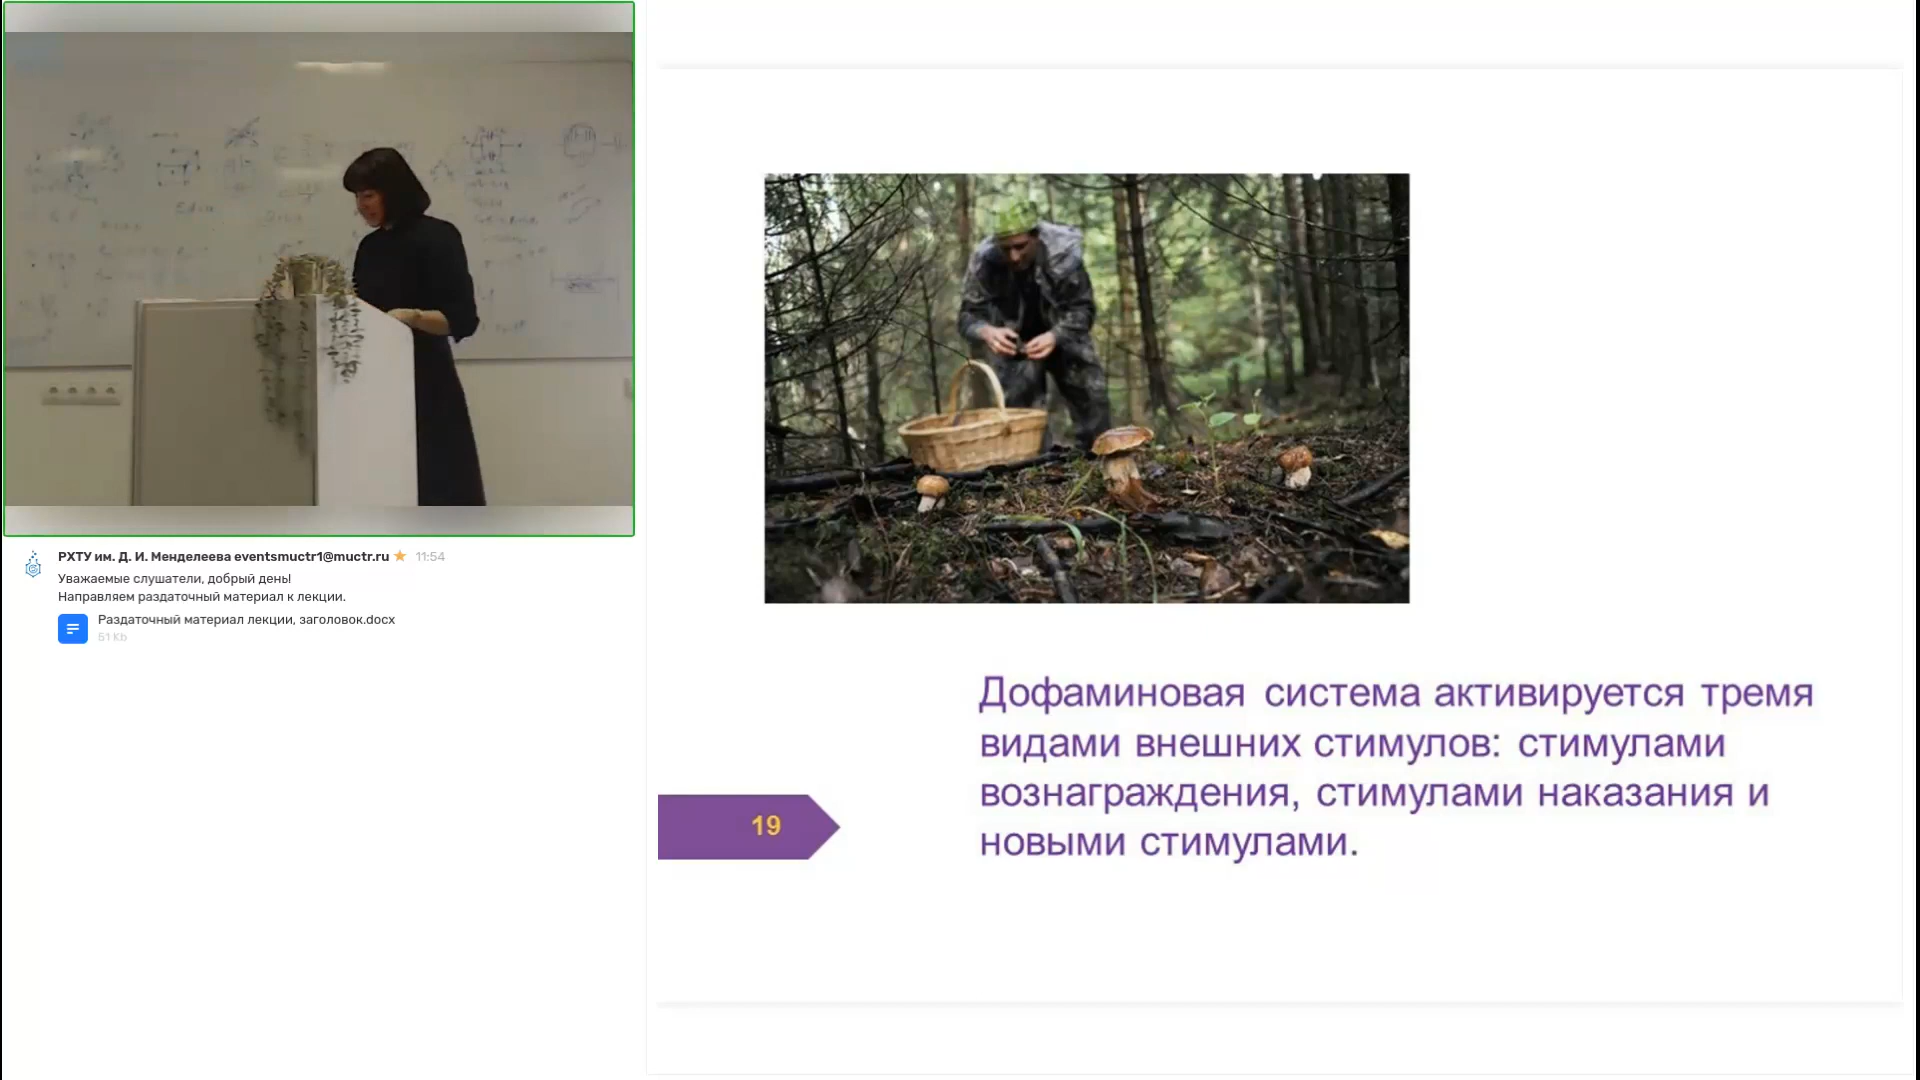 РХТУ им. Д. И. Менделеева eventsmuctr1@muctr.ru 11:54
Уважаемые слушатели, добрый день!
Направляем раздаточный материал к лекции.
Раздаточный материал лекции, заголовок.docx
51 Kb
Дофаминовая система активируется тремя
видами внешних стимулов: стимулами
вознаграждения, стимулами наказания и
новыми стимулами.
19